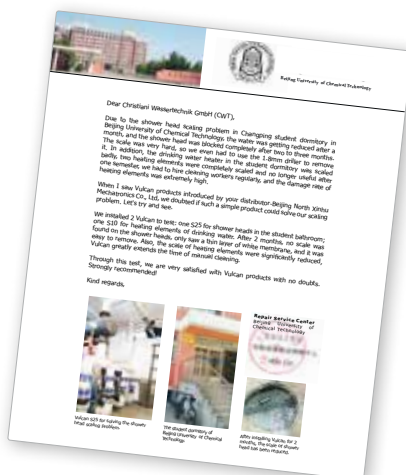 Beijing University of Chemical Technology
Dear Christiani Wassertechnik GmbH (CWT),
Due to the shower head scaling problem in Changping student dormitory in
Beijing University of Chemical Technology, the water was getting reduced after a
month, and the shower head was blocked completely after two to three months.
The scale was very hard, so we even had to use the 1-8mm driller to remove
it. In addition, the drinking water heater in the student dormitory was scaled
badly, two heating elements were completely scaled and no longer useful after
one semester, we had to hire cleaning workers regularly, and the damage rate of
heating elements was extremely high.
When I saw Vulcan products introduced by your distributor-Beijing North Xinliu
Mechatronics Co., Ltd, we doubted if such a simple product could solve our scaling
problem. Let's try and see.
We installed 2 Vulcan to test: one S25 for shower heads in the student bathroom;
one S10 for heating elements of drinking water. After 2 months, no scale was
found on the shower heads, only saw a thin layer of white membrane, and it was
easy to remove. Also, the scale of heating elements were significantly reduced,
Vulcan greatly extends the time of manual cleaning.
Through this test, we are very satisfied with Vulcan products with no doubts.
Strongly recommended!
Kind regards,
Repair Service Center
Beijing University of
Chemical Technology
Vulcan S25 for solving the shower
head scaling problem.
The student dormitory of
Beijing University of Chemical
Technology.
After installing Vulcan for 2
months, the scale of shower
head has been reduced.